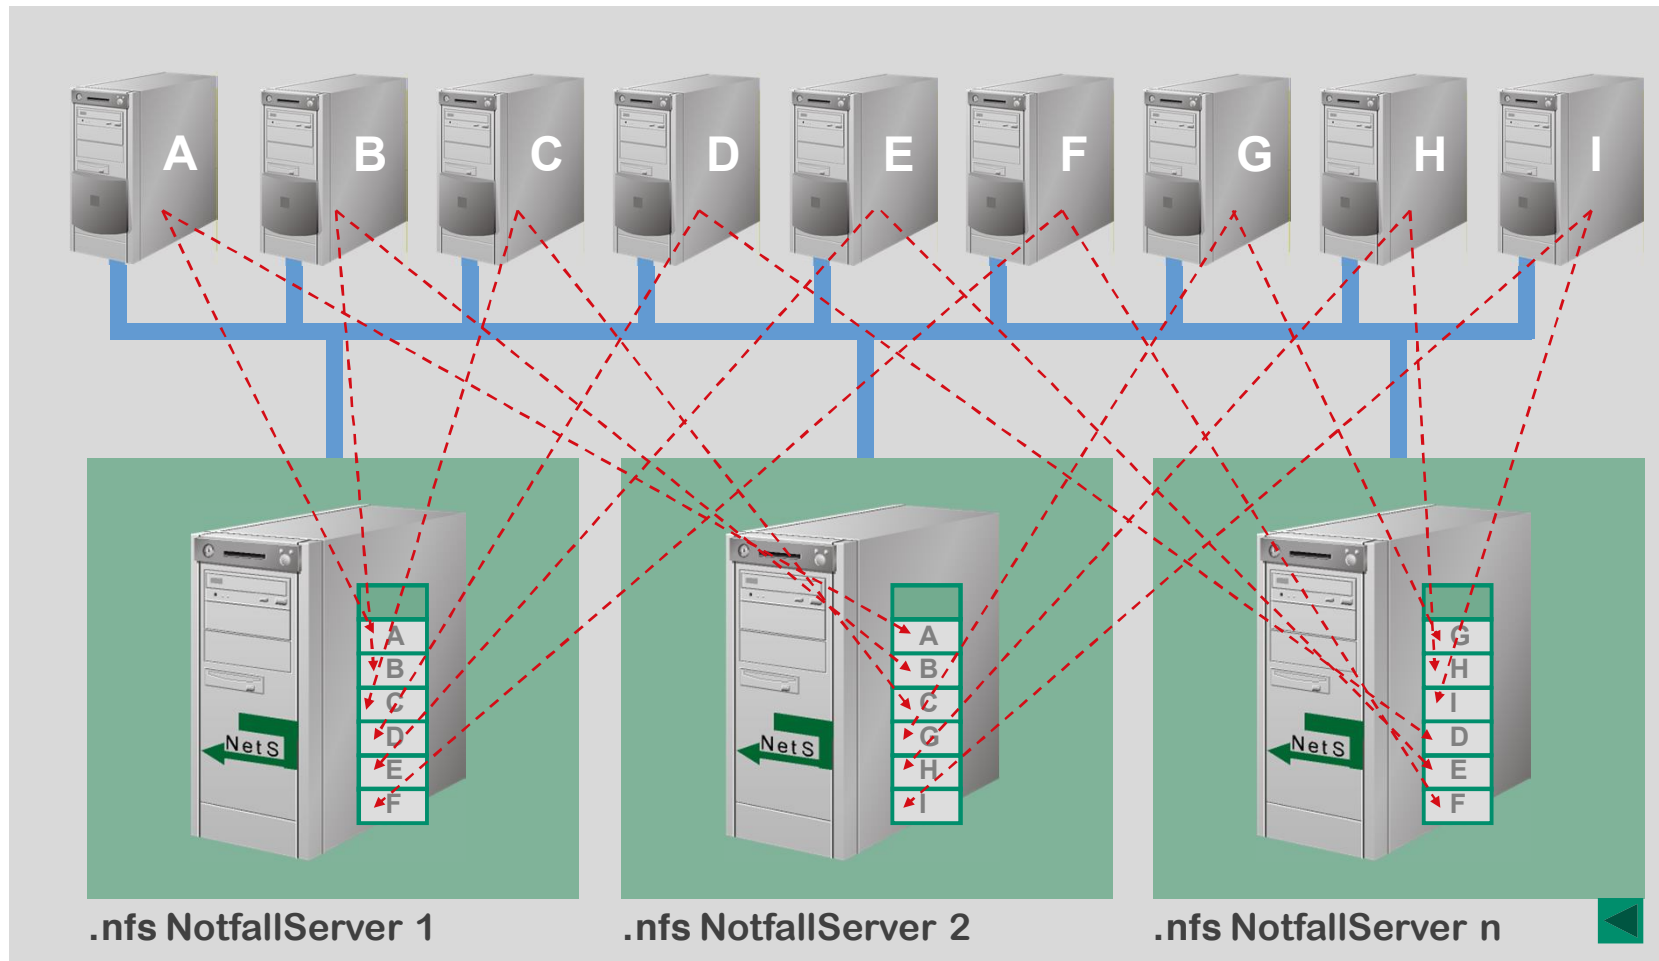 A B C D E F G H I
A
B
C
D
E
F
NetS
A
B
C
G
H
I
NetS
G
H
I
D
E
F
NetS
.nfs NotfallServer 1
.nfs NotfallServer 2
.nfs NotfallServer n